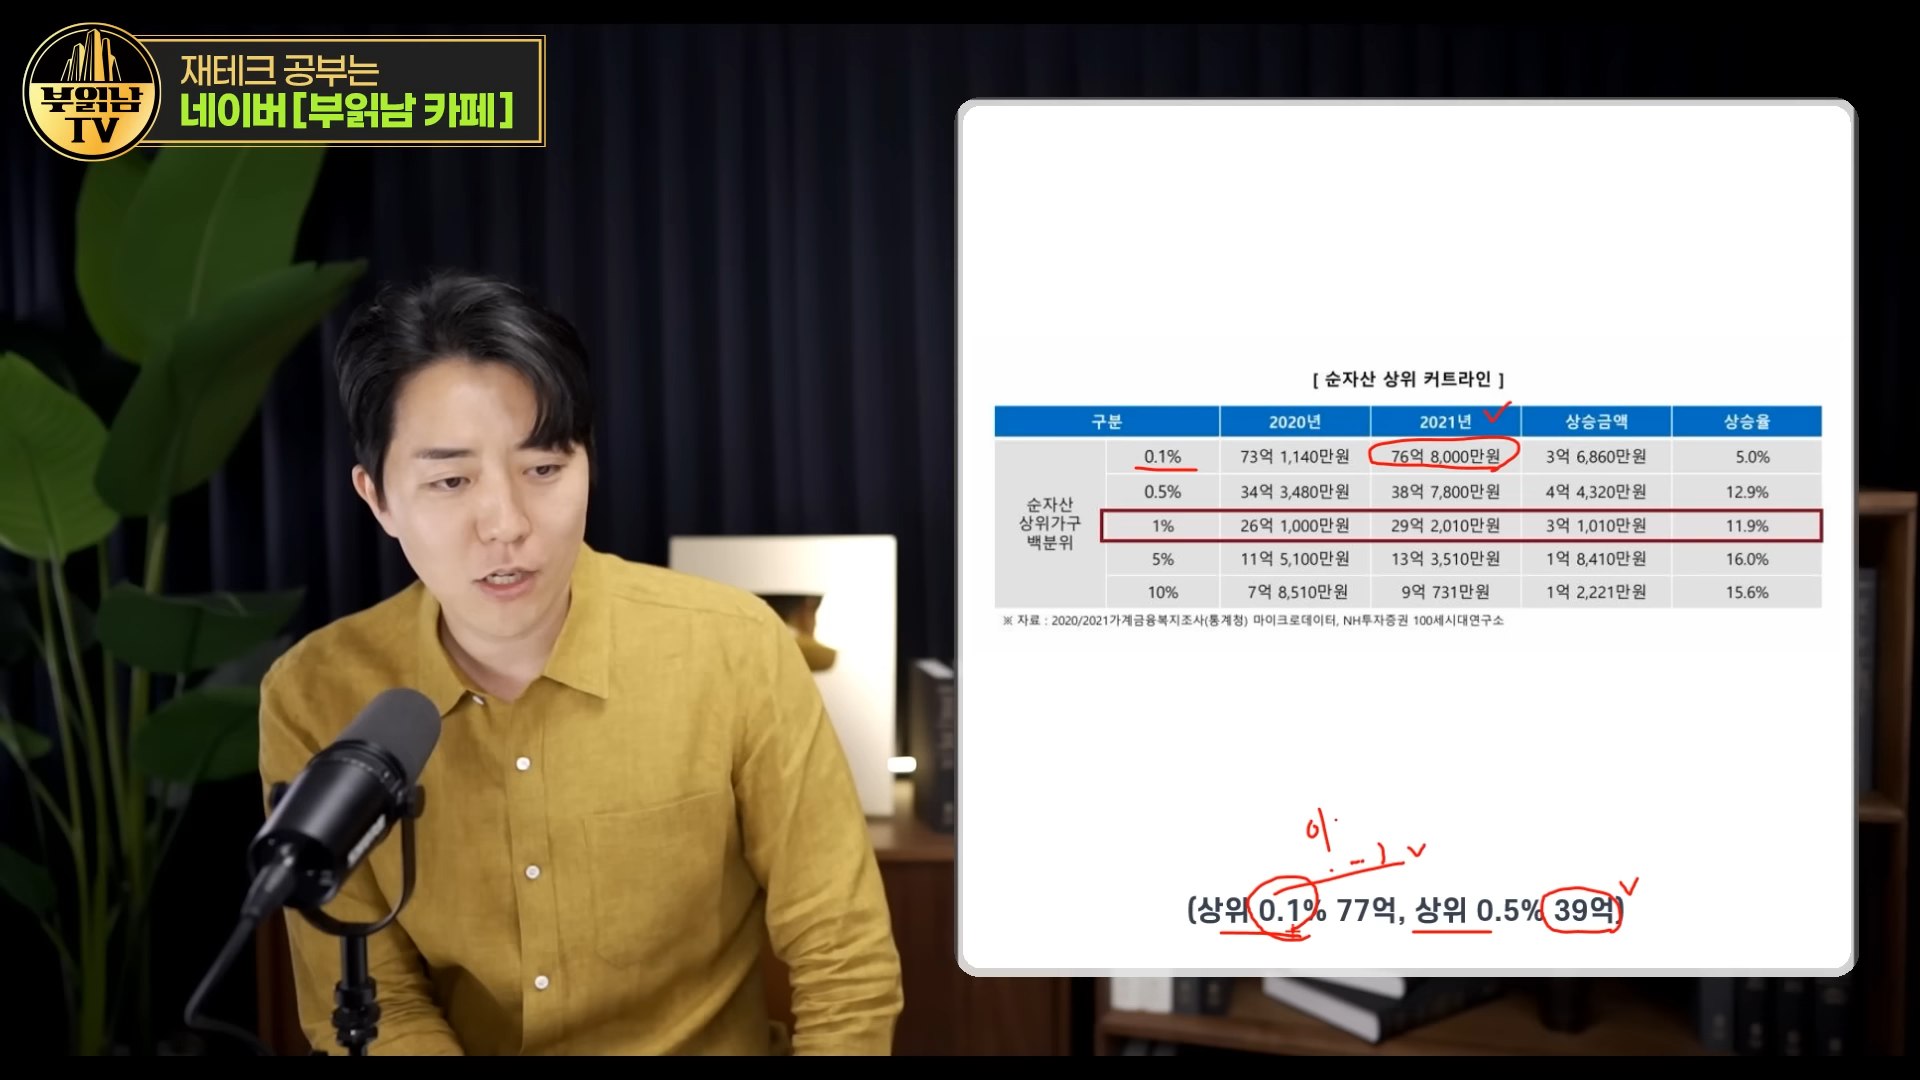 부읽남
TV
재테크 공부는
네이버 [부읽남 카페]
[ 순자산 상위 커트라인 ]
구분 2020년 2021년 상승금액 상승율
순자산
상위가구
백분위
0.1% 73억 1,140만원 76억 8,000만원 3억 6,860만원 5.0%
0.5% 34억 3,480만원 38억 7,800만원 4억 4,320만원 12.9%
1% 26억 1,000만원 29억 2,010만원 3억 1,010만원 11.9%
5% 11억 5,100만원 13억 3,510만원 1억 8,410만원 16.0%
10% 7억 8,510만원 9억 731만원 1억 2,221만원 15.6%
※ 자료 : 2020/2021가계금융복지조사(통계청) 마이크로데이터, NH투자증권 100세시대연구소
(상위 0.1% 77억, 상위 0.5% 39억)